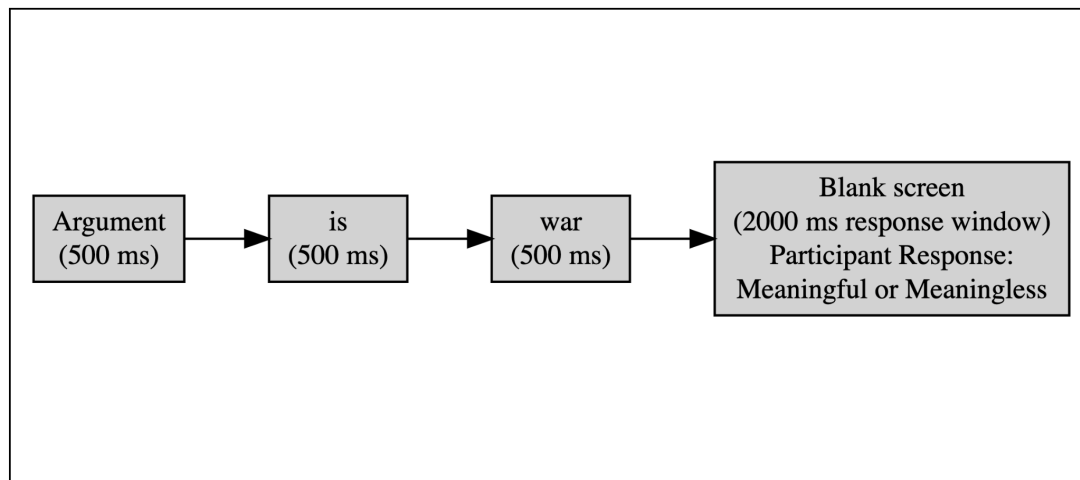 Argument
(500 ms)
is
(500 ms)
war
(500 ms)
Blank screen
(2000 ms response window)
Participant Response:
Meaningful or Meaningless